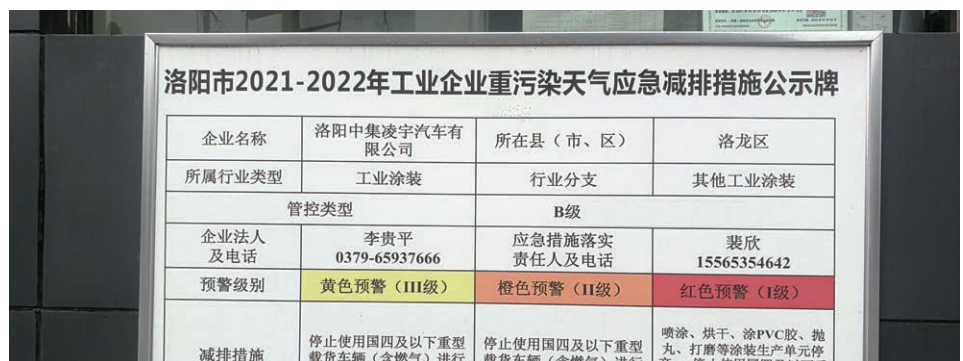 洛阳市2021-2022年工业企业重污染天气应急减排措施公示牌
企业名称
洛阳中集凌宇汽车有
限公司
所在县（市、区）
洛龙区
所属行业类型
工业涂装
行业分支
其他工业涂装
管控类型
B级
企业法人
及电话
李贵平
0379-65937666
应急措施落实
责任人及电话
裴欣
15565354642
预警级别
黄色预警（III级）
橙色预警（II级）
红色预警（I级）
减排措施
停止使用国四及以下重型
载货车辆（含燃气）进行
停止使用国四及以下重型
载货车辆（含燃气）进行
喷涂、烘干、涂PVC胶、抛
丸、打磨等涂装生产单元停